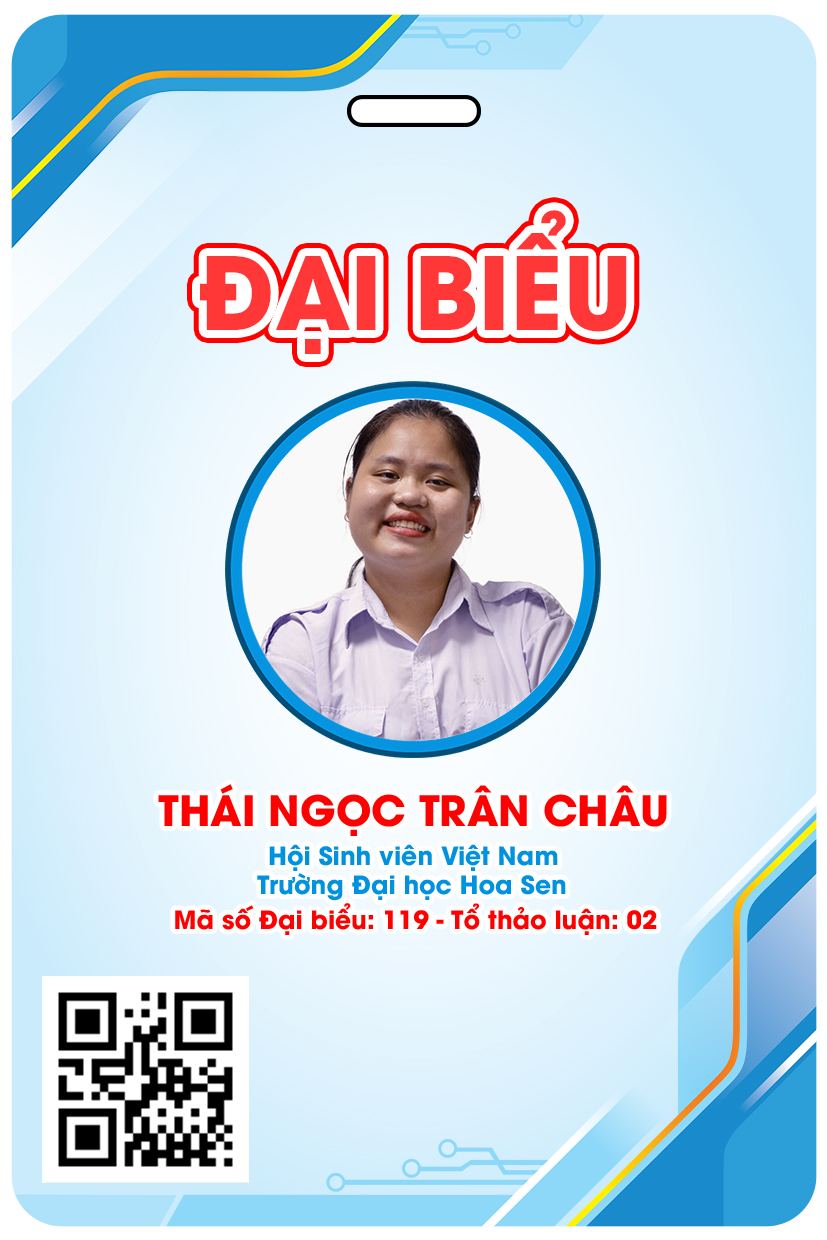 ĐẠI BIỂU
THÁI NGỌC TRÂN CHÂU
Hội Sinh viên Việt Nam
Trường Đại học Hoa Sen
Mã số Đại biểu: 119 - Tổ thảo luận: 02